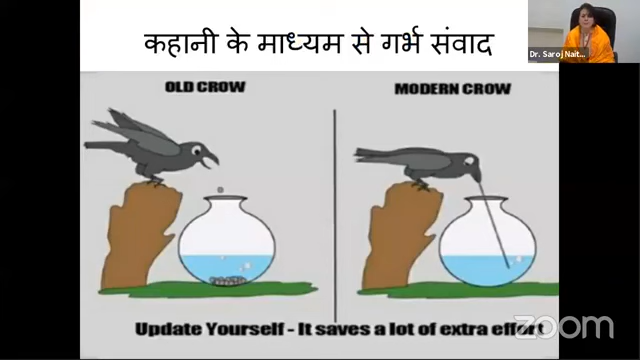 कहानी के माध्यम से गर्भ संवाद
Dr. Saroj Nait...
OLD CROW
MODERN CROW
Update Yourself - It saves a lot of extra effort
zoom